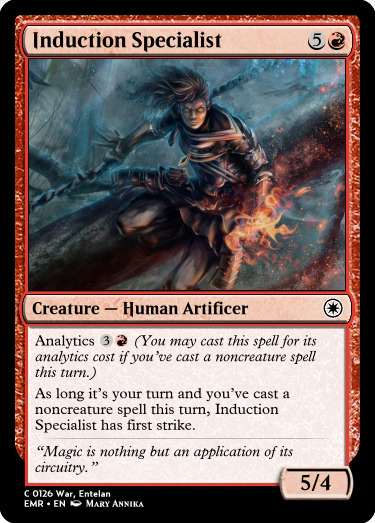 Induction Specialist 5
Creature — Human Artificer
Analytics 3 (You may cast this spell for its
analytics cost if you've cast a noncreature spell
this turn.)
As long it's your turn and you've cast a
noncreature spell this turn, Induction
Specialist has first strike.
“Magic is nothing but an application of its
circuitry.”
5/4
C 0126 War, Entelan
EMR • EN Mary Annika